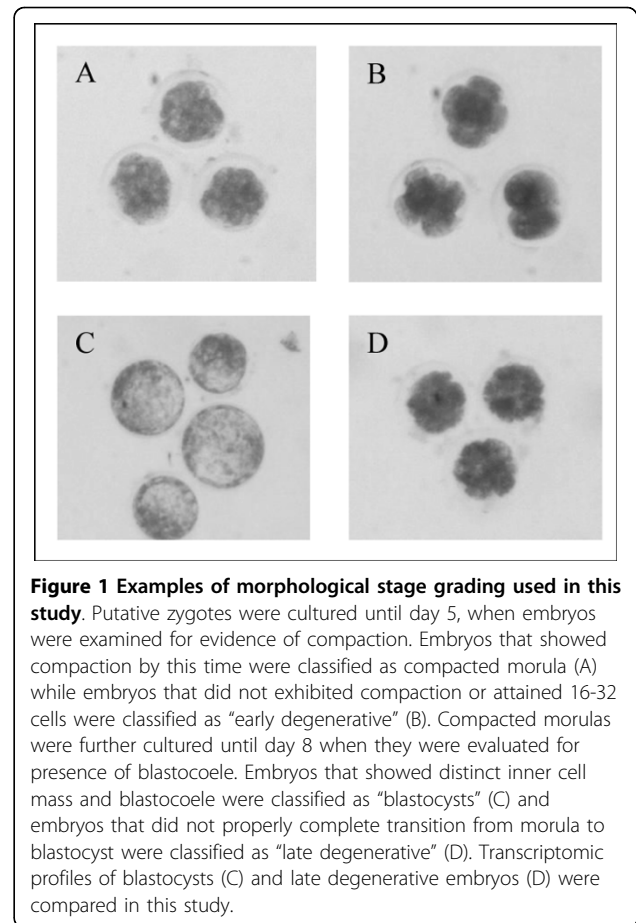 A
B
C
D
Figure 1 Examples of morphological stage grading used in this
study. Putative zygotes were cultured until day 5, when embryos
were examined for evidence of compaction. Embryos that showed
compaction by this time were classified as compacted morula (A)
while embryos that did not exhibited compaction or attained 16-32
cells were classified as “early degenerative” (B). Compacted morulas
were further cultured until day 8 when they were evaluated for
presence of blastocoele. Embryos that showed distinct inner cell
mass and blastocoele were classified as “blastocysts” (C) and
embryos that did not properly complete transition from morula to
blastocyst were classified as “late degenerative” (D). Transcriptomic
profiles of blastocysts (C) and late degenerative embryos (D) were
compared in this study.